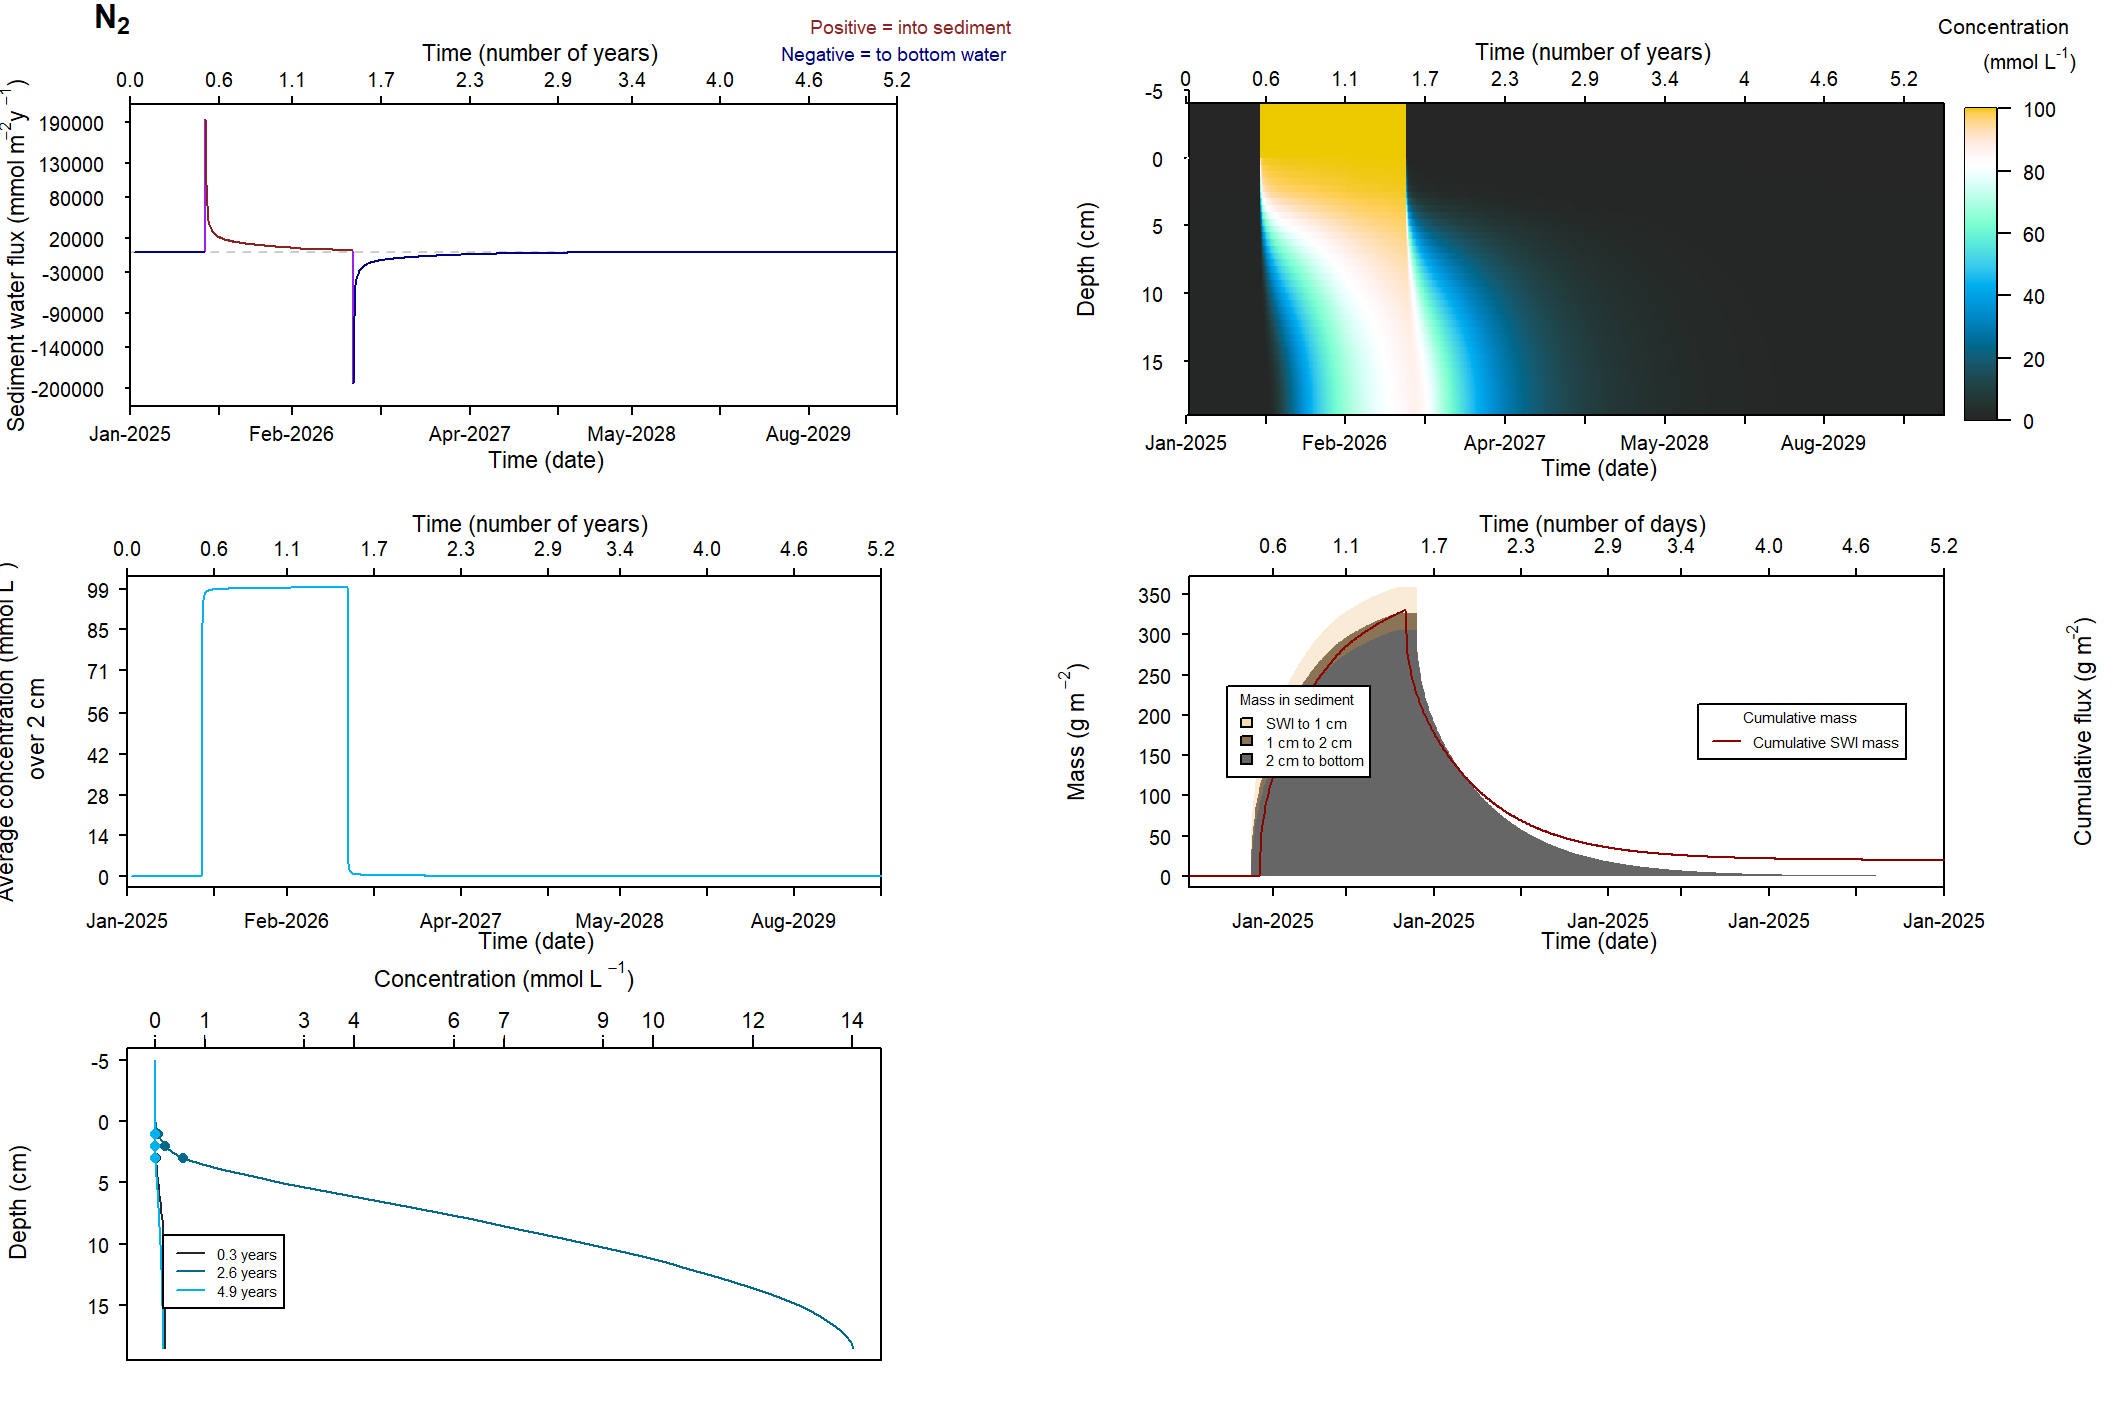 N2
Positive = into sediment
Negative = to bottom water
Time (number of years)
0.0 0.6 1.1 1.7 2.3 2.9 3.4 4.0 4.6 5.2
Sediment water flux (mmol m−2y−1)
190000
130000
80000
20000
-30000
-90000
-140000
-200000
Jan-2025 Feb-2026 Apr-2027 May-2028 Aug-2029
Time (date)
Concentration
(mmol L-1)
Time (number of years)
0 0.6 1.1 1.7 2.3 2.9 3.4 4 4.6 5.2
Depth (cm)
-5
0
5
10
15
100
80
60
40
20
0
Jan-2025 Feb-2026 Apr-2027 May-2028 Aug-2029
Time (date)
Time (number of years)
0.0 0.6 1.1 1.7 2.3 2.9 3.4 4.0 4.6 5.2
Average concentration (mmol L )
over 2 cm
99
85
71
56
42
28
14
0
Jan-2025 Feb-2026 Apr-2027 May-2028 Aug-2029
Time (date)
Time (number of days)
0.6 1.1 1.7 2.3 2.9 3.4 4.0 4.6 5.2
Mass (g m−2)
350
300
250
200
150
100
50
0
Mass in sediment
SWI to 1 cm
1 cm to 2 cm
2 cm to bottom
Cumulative mass
Cumulative SWI mass
Cumulative flux (g m-2)
Jan-2025 Jan-2025 Jan-2025 Jan-2025 Jan-2025
Time (date)
Concentration (mmol L−1)
0 1 3 4 6 7 9 10 12 14
Depth (cm)
-5
0
5
10
15
0.3 years
2.6 years
4.9 years